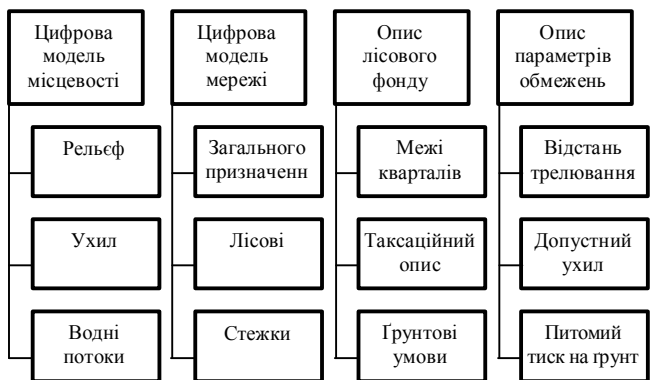 Цифрова
модель
місцевості
Рельєф
Ухил
Водні
потоки
Цифрова
модель
мережі
Загального
призначенн
Лісові
Стежки
Опис
лісового
фонду
Межі
кварталів
Таксаційний
опис
Ґрунтові
умови
Опис
параметрів
обмежень
Відстань
трелювання
Допустний
ухил
Питомий
тиск на ґрунт